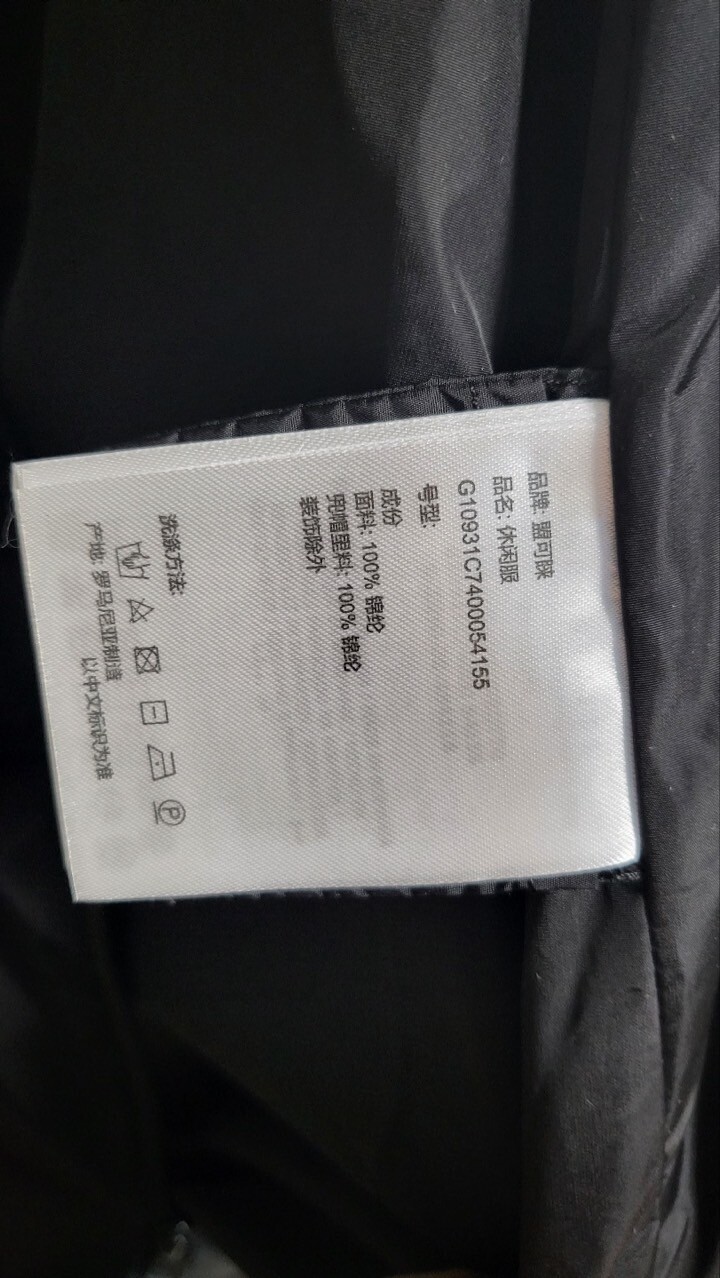 品牌: 盟可睐
品名: 休闲服
G10931C7400054155
号型:
成份
面料: 100% 锦纶
兜帽里料: 100% 锦纶
装饰除外
洗涤方法:
P
产地: 罗马尼亚制造
以中文标识为准